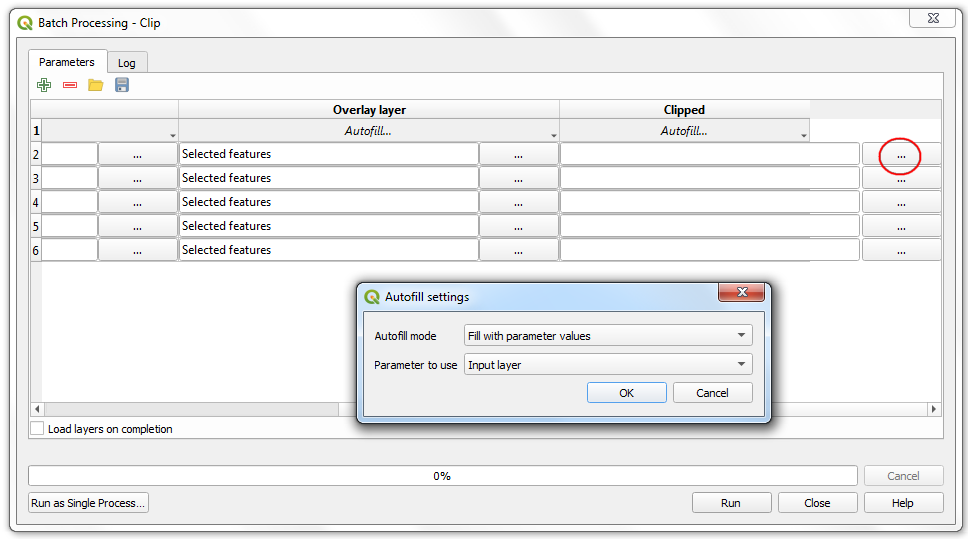 Batch Processing - Clip
Parameters Log
Overlay layer Clipped
1 Autofill... Autofill...
2 ... Selected features ... ...
3 ... Selected features ... ...
4 ... Selected features ... ...
5 ... Selected features ... ...
6 ... Selected features ... ...
Autofill settings
Autofill mode Fill with parameter values
Parameter to use Input layer
OK Cancel
Load layers on completion
0% Cancel
Run as Single Process... Run Close Help